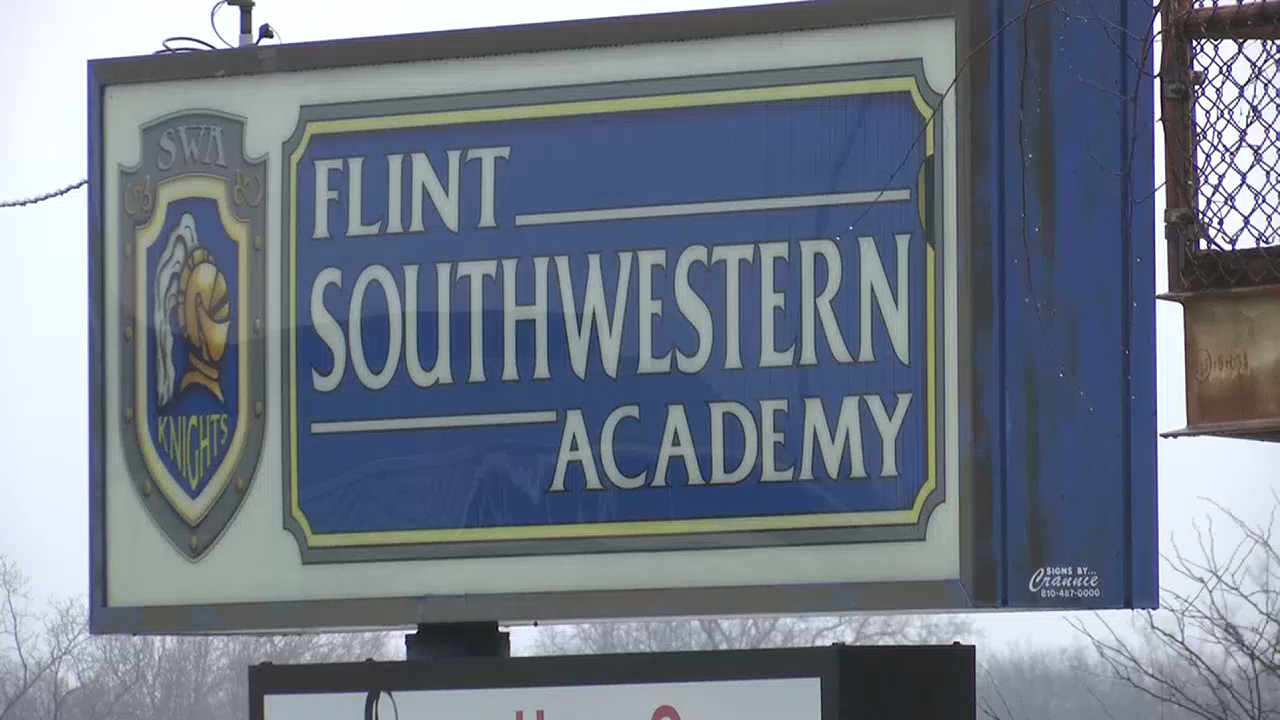 SWA
KNIGHTS
FLINT
SOUTHWESTERN
ACADEMY
SIGNS BY...
Crannie
810-487-0000